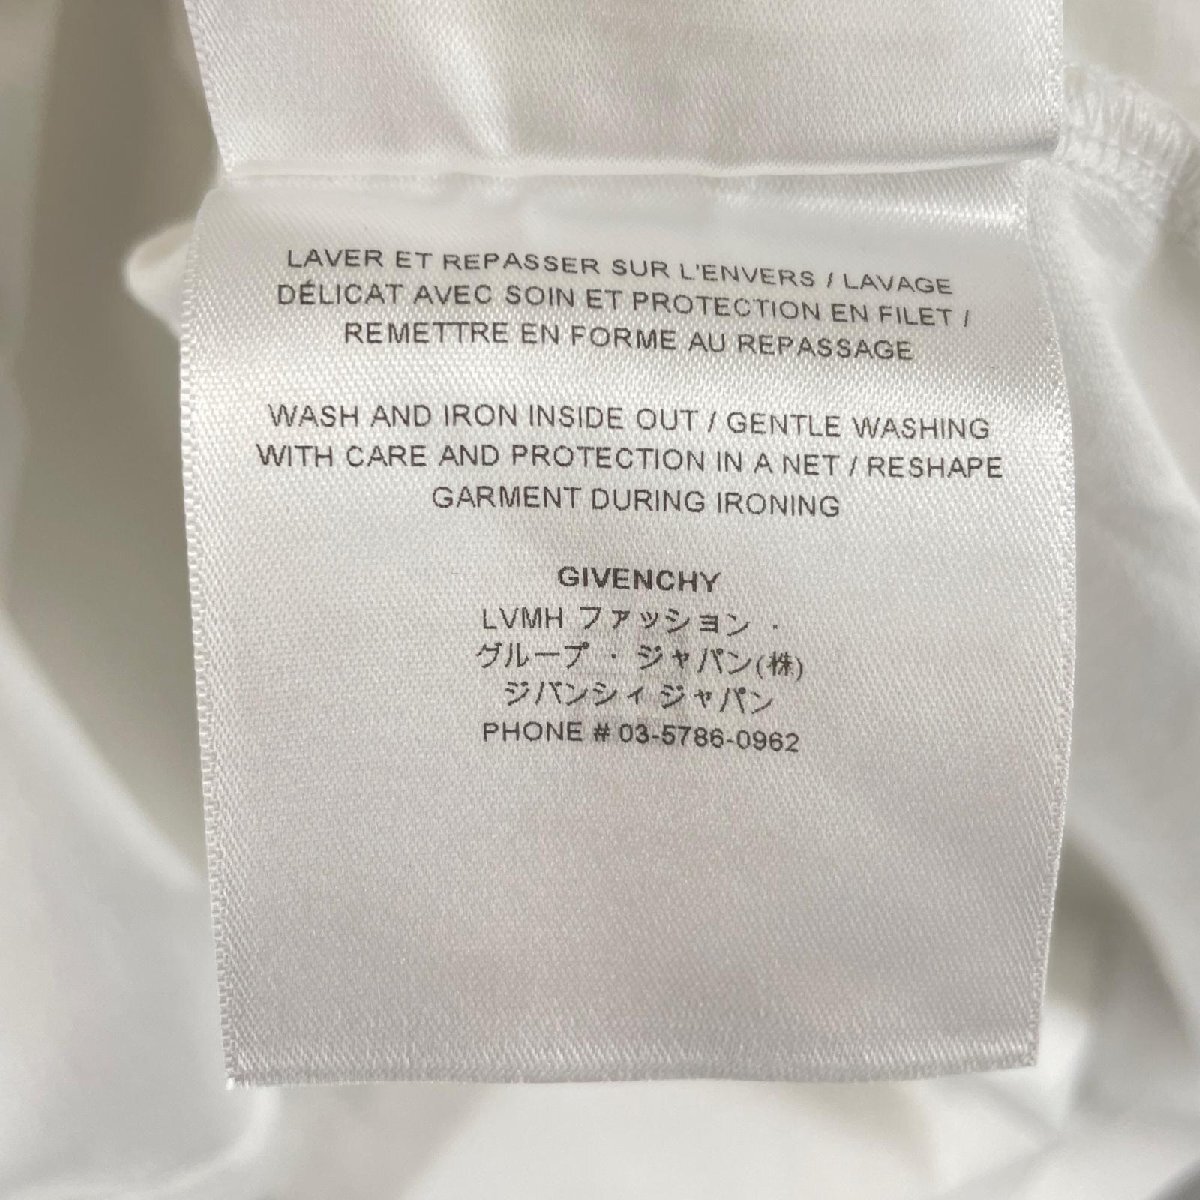 LAVER ET REPASSER SUR L'ENVERS / LAVAGE
DÉLICAT AVEC SOIN ET PROTECTION EN FILET /
REMETTRE EN FORME AU REPASSAGE
WASH AND IRON INSIDE OUT / GENTLE WASHING
WITH CARE AND PROTECTION IN A NET / RESHAPE
GARMENT DURING IRONING
GIVENCHY
LVMH ファッション ・
グループ ・ ジャパン(株)
ジバンシィ ジャパン
PHONE # 03-5786-0962